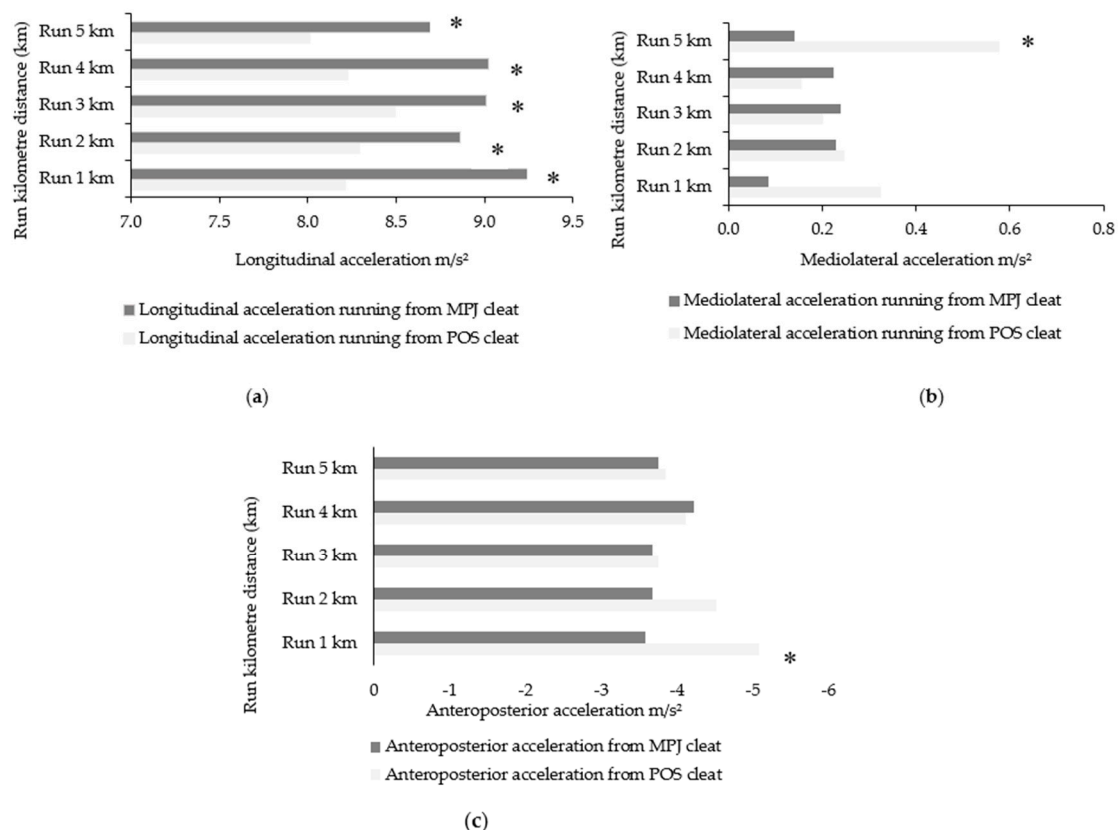 Run kilometre distance (km)
Run 5 km
*
Run 4 km
*
Run 3 km
*
Run 2 km
*
Run 1 km
*
7.0 7.5 8.0 8.5 9.0 9.5
Longitudinal acceleration m/s²
Longitudinal acceleration running from MPJ cleat
Longitudinal acceleration running from POS cleat
(a)
Run kilometre distance (km)
Run 5 km
*
Run 4 km
Run 3 km
Run 2 km
Run 1 km
0.0 0.2 0.4 0.6 0.8
Mediolateral acceleration m/s²
Mediolateral acceleration running from MPJ cleat
Mediolateral acceleration running from POS cleat
(b)
Run kilometre distance (km)
Run 5 km
Run 4 km
Run 3 km
Run 2 km
Run 1 km
*
0 -1 -2 -3 -4 -5 -6
Anteroposterior acceleration m/s²
Anteroposterior acceleration from MPJ cleat
Anteroposterior acceleration from POS cleat
(c)